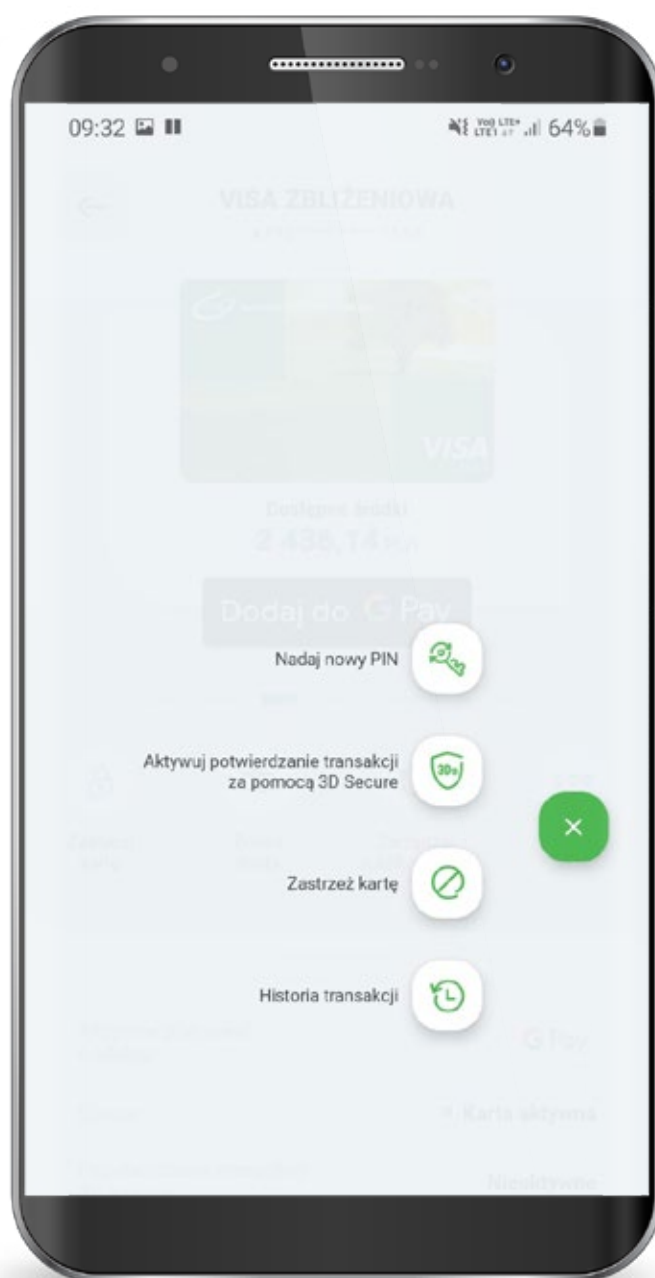 09:32
64%
VISA ZBLIŻENIOWA
VISA
Dostępne środki
2 436,14
Dodaj do G Pay
Nadaj nowy PIN
Aktywuj potwierdzanie transakcji
za pomocą 3D Secure
3Ds
Zastrzeż kartę
Historia transakcji
G Pay
Karta aktywna
Nieaktywne